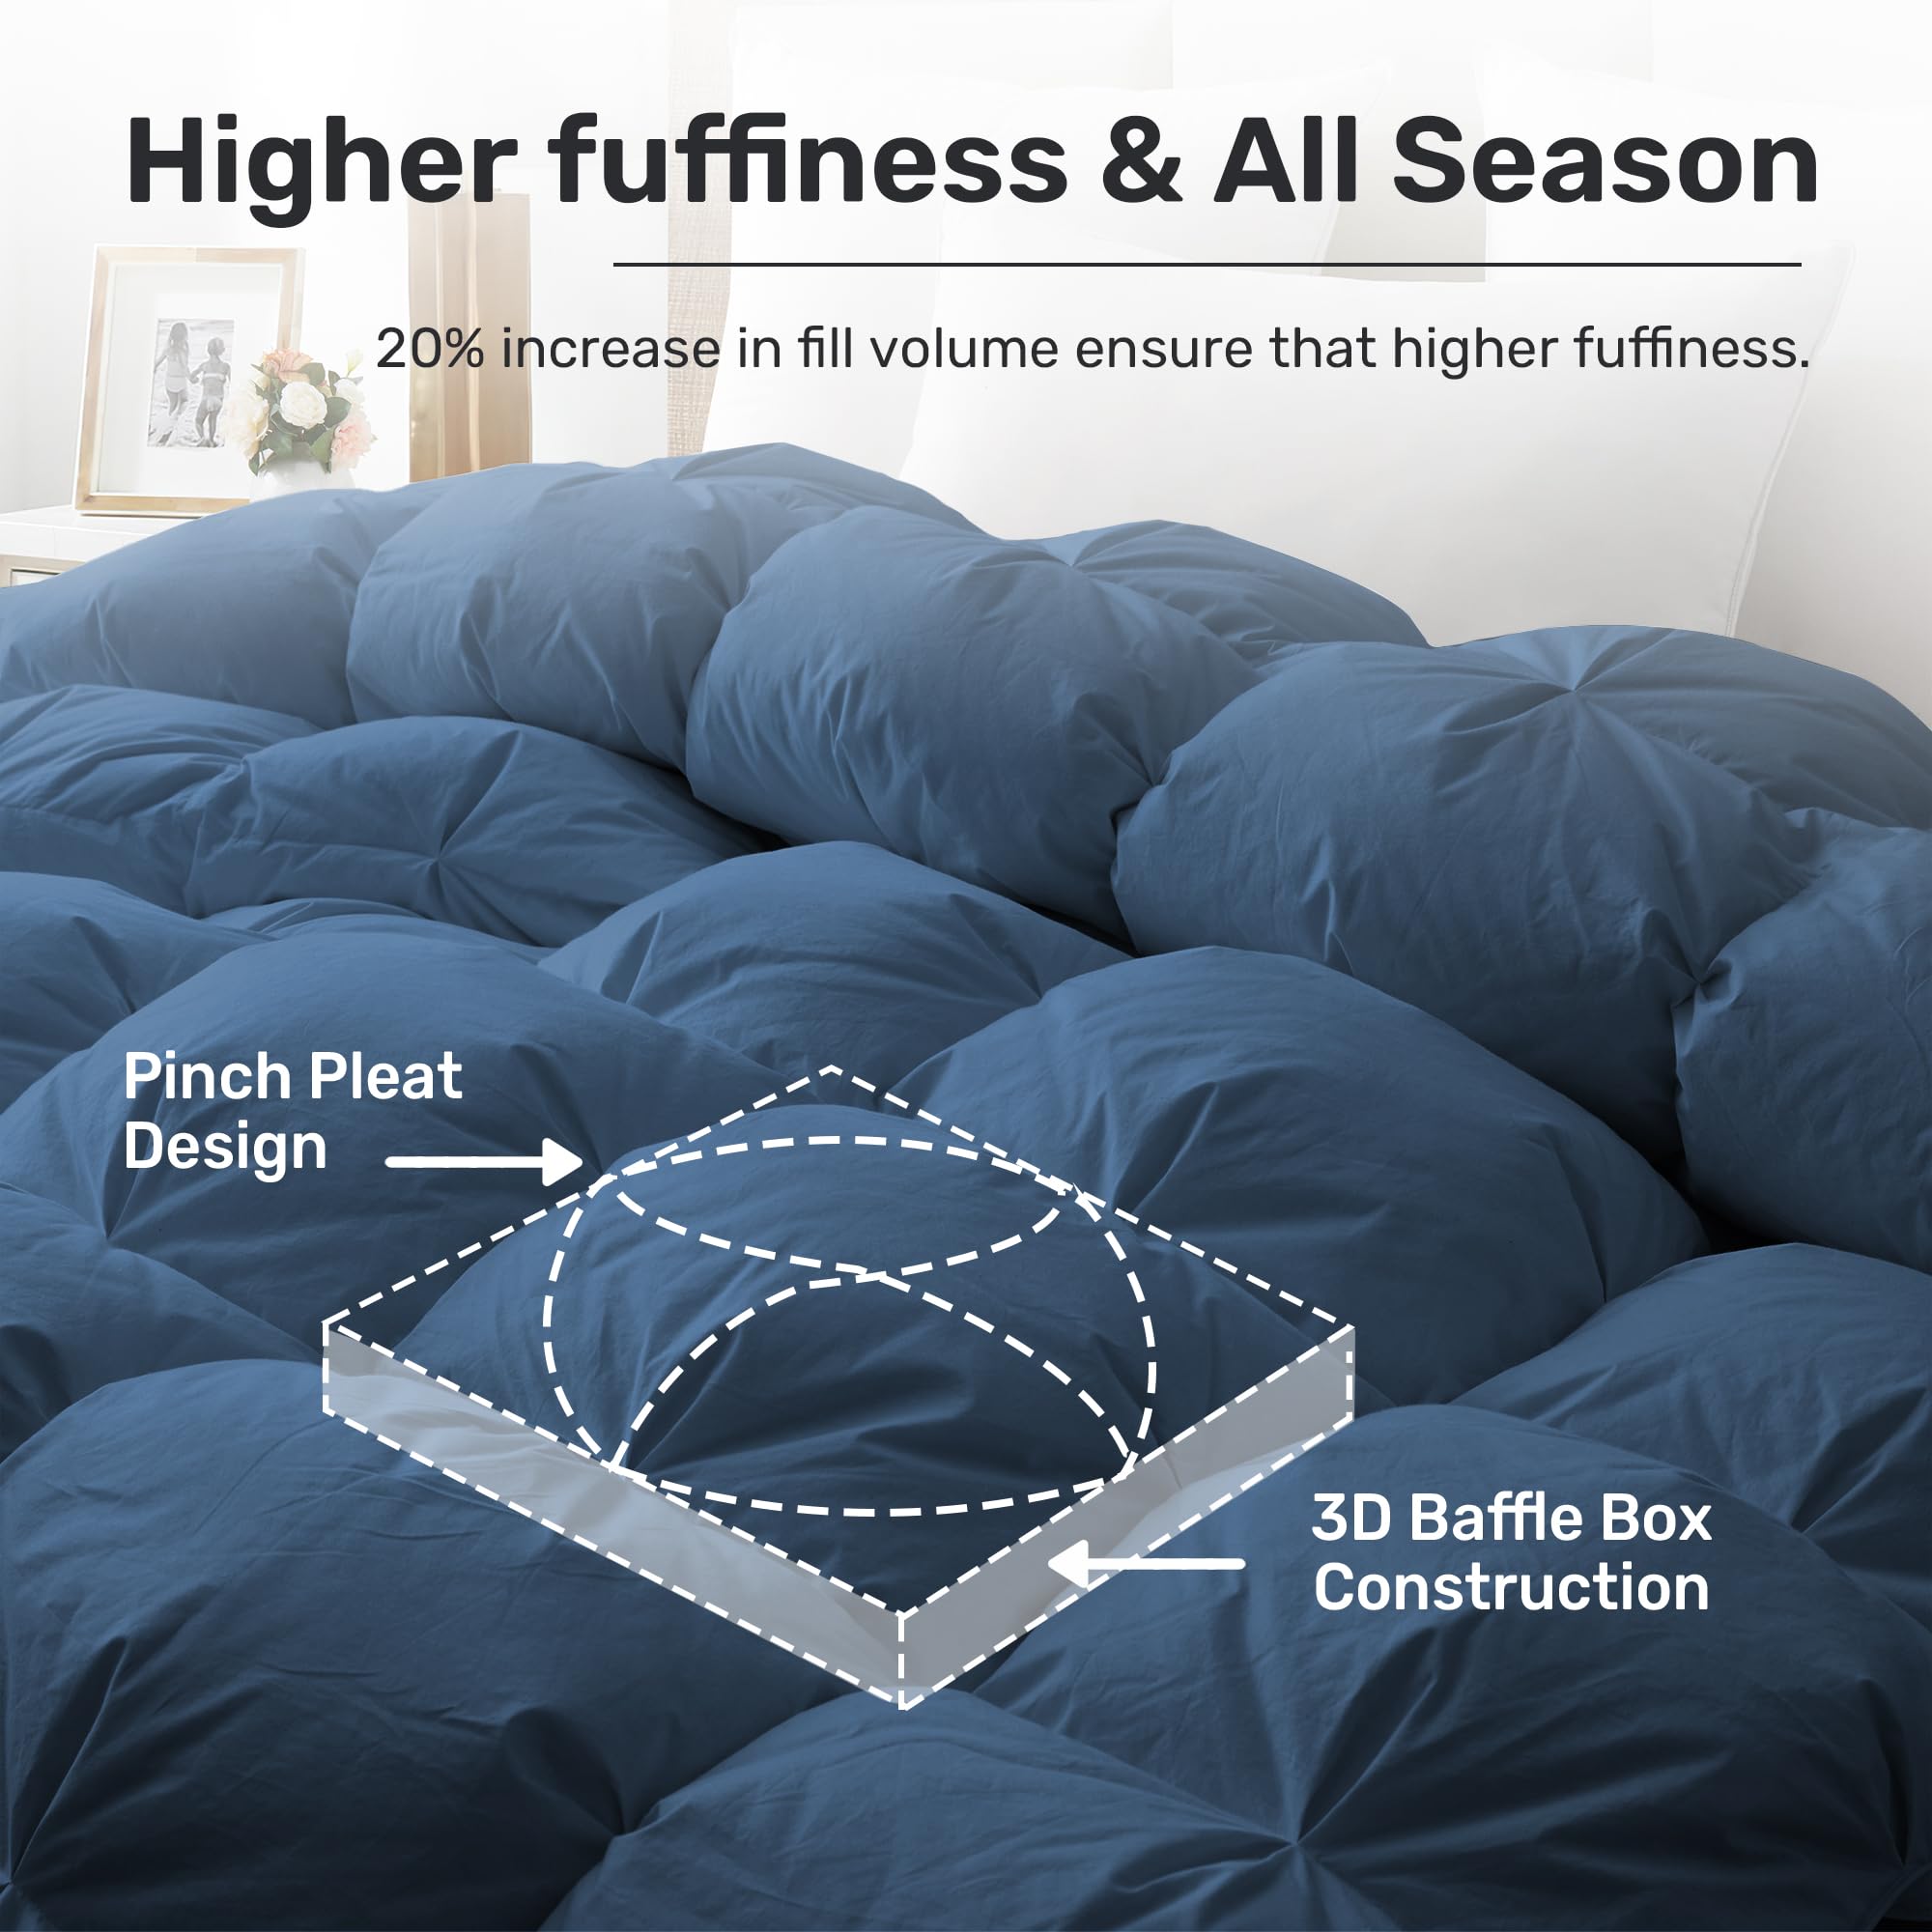 Higher fuffiness & All Season
20% increase in fill volume ensure that higher fuffiness.
Pinch Pleat
Design
3D Baffle Box
Construction